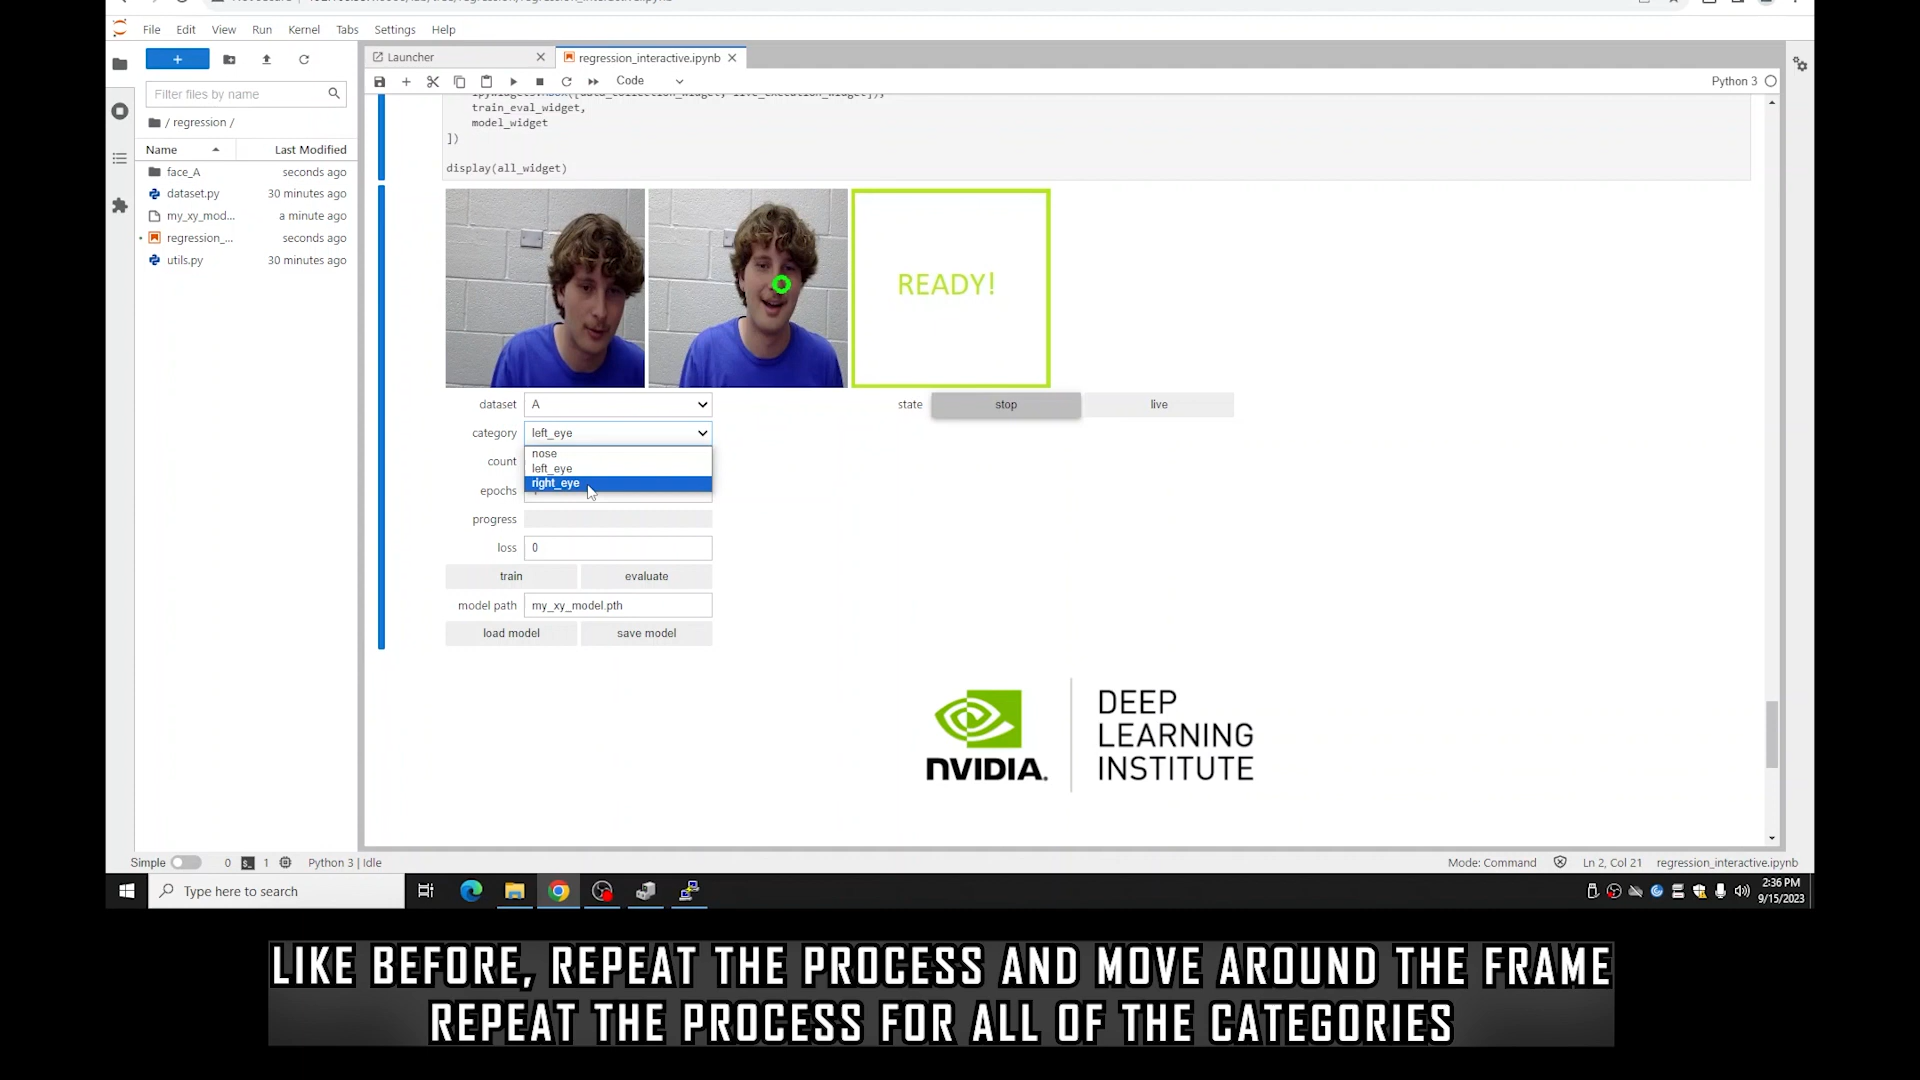 File Edit View Run Kernel Tabs Settings Help
Launcher
regression_interactive.ipynb
Code
Python 3
Filter files by name
/ regression /
Name Last Modified
face_A seconds ago
dataset.py 30 minutes ago
my_xy_mod... a minute ago
regression_... seconds ago
utils.py 30 minutes ago
train_eval_widget,
model_widget
])
display(all_widget)
READY!
dataset A
state stop live
category left_eye
nose
left_eye
right_eye
count
epochs
progress
loss 0
train evaluate
model path my_xy_model.pth
load model save model
NVIDIA.
DEEP
LEARNING
INSTITUTE
Simple 0 1 Python 3 | Idle
Mode: Command Ln 2, Col 21 regression_interactive.ipynb
Type here to search
2:36 PM
9/15/2023
LIKE BEFORE, REPEAT THE PROCESS AND MOVE AROUND THE FRAME
REPEAT THE PROCESS FOR ALL OF THE CATEGORIES